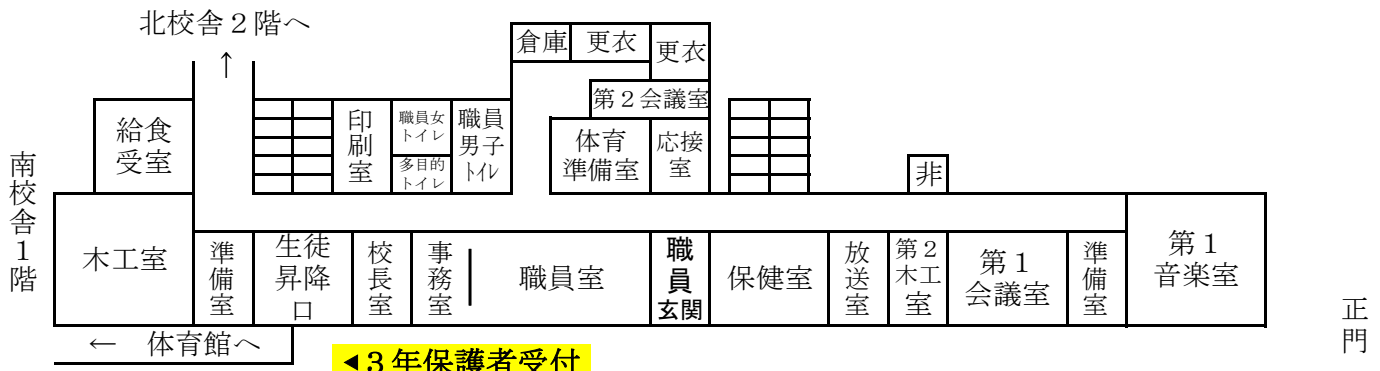 北校舎２階へ
↑
倉庫
更衣
更衣
第２会議室
給食
受室
印刷室
職員女
トイレ
多目的
トイレ
職員
男子
トイレ
体育
準備室
応接
室
非
南校舎１階
木工室
準備室
生徒
昇降
口
校長室
事務室
職員室
職員
玄関
保健室
放送室
第２
木工
室
第１
会議室
準備室
第１
音楽室
正門
← 体育館へ
◀３年保護者受付